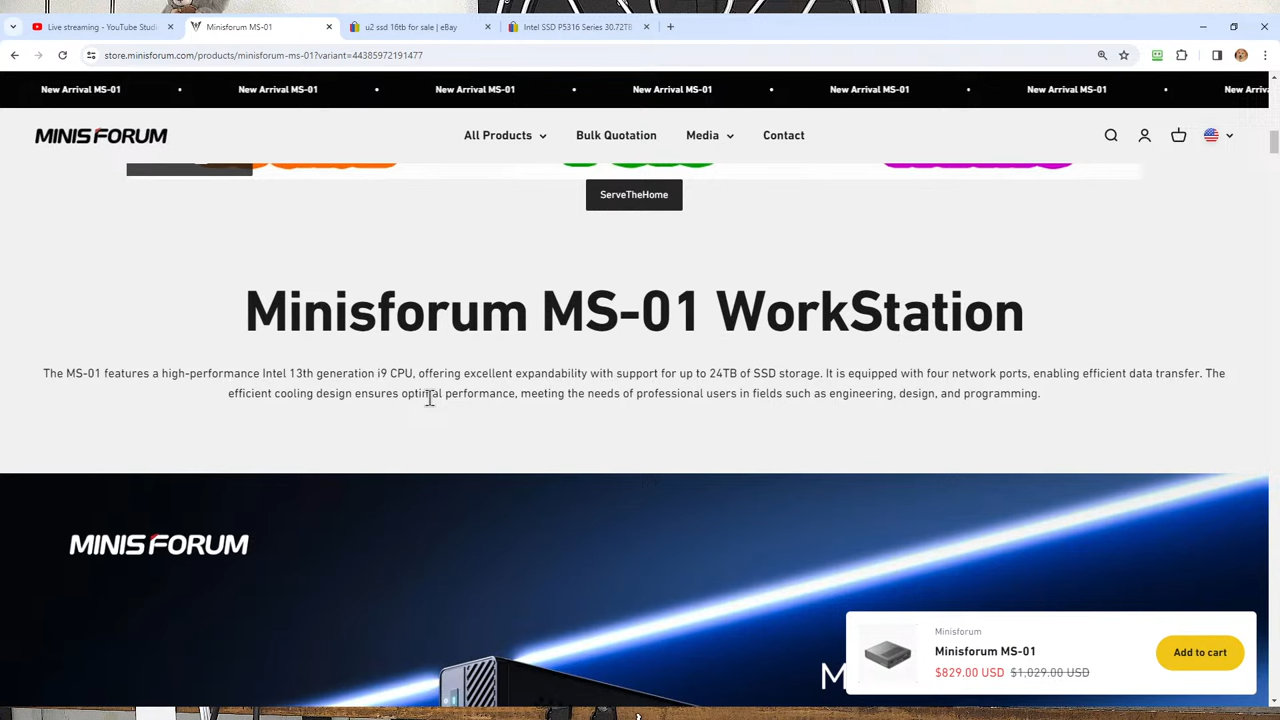 Live streaming - YouTube Studi
Minisforum MS-01
u2 ssd 16tb for sale | eBay
Intel SSD P5316 Series 30.72TB
store.minisforum.com/products/minisforum-ms-01?variant=44385972191477
New Arrival MS-01 • New Arrival MS-01 • New Arrival MS-01 • New Arrival MS-01 • New Arrival MS-01 • New Arrival MS-01 • New Arriva
MINISFORUM
All Products
Bulk Quotation
Media
Contact
ServeTheHome
Minisforum MS-01 WorkStation
The MS-01 features a high-performance Intel 13th generation i9 CPU, offering excellent expandability with support for up to 24TB of SSD storage. It is equipped with four network ports, enabling efficient data transfer. The
efficient cooling design ensures optimal performance, meeting the needs of professional users in fields such as engineering, design, and programming.
MINISFORUM
M
Minisforum
Minisforum MS-01
$829.00 USD $1,029.00 USD
Add to cart